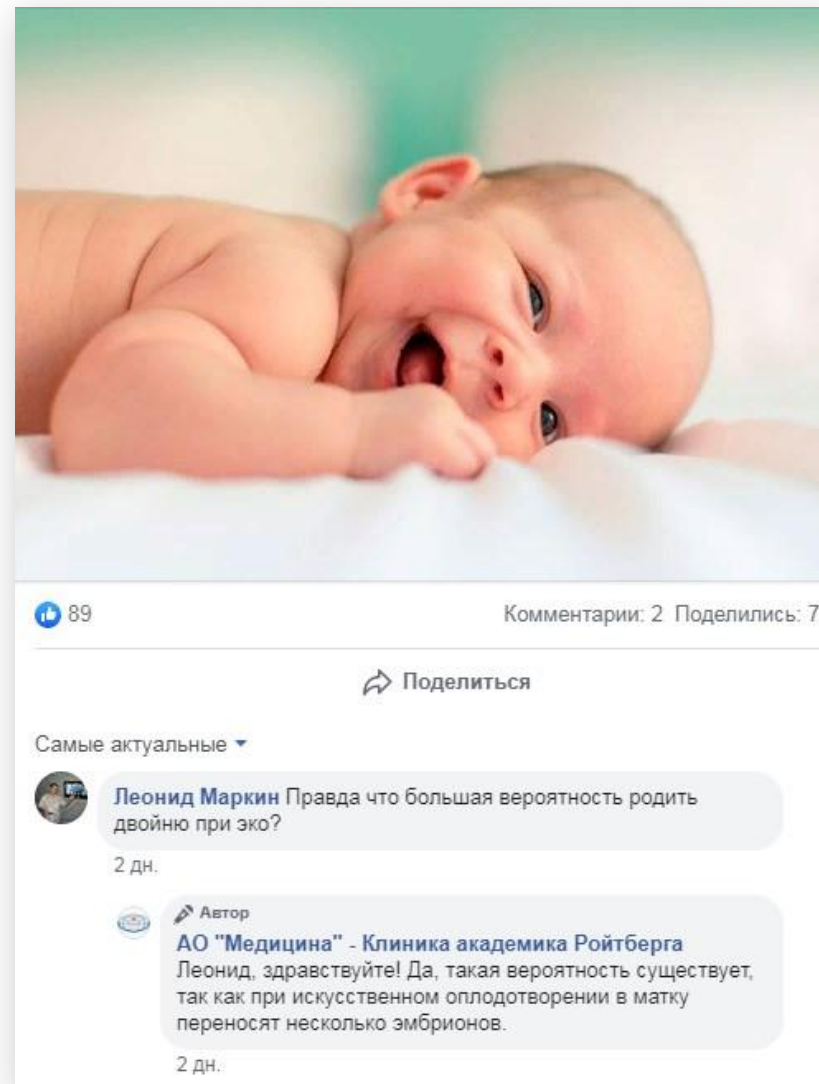 89
Комментарии: 2 Поделились: 7
Поделиться
Самые актуальные
Леонид Маркин Правда что большая вероятность родить
двойню при эко?
2 дн.
Автор
АО "Медицина" - Клиника академика Ройтберга
Леонид, здравствуйте! Да, такая вероятность существует,
так как при искусственном оплодотворении в матку
переносят несколько эмбрионов.
2 дн.